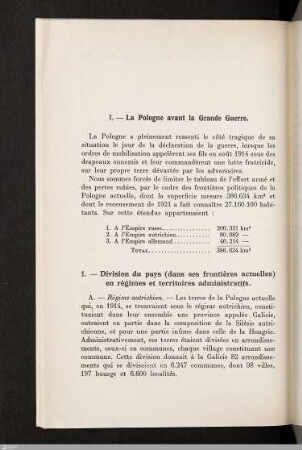 I. — La Pologne avant la Grande Guerre.
La Pologne a pleinement ressenti le côté tragique de sa
situation le jour de la déclaration de la guerre, lorsque les
ordres de mobilisation appelèrent ses fils en août 1914 sous des
drapeaux ennemis et leur commandèrent une lutte fratricide,
sur leur propre terre dévastée par les adversaires.
Nous sommes forcés de limiter le tableau de l'effort armé et
des pertes subies, par le cadre des frontières politiques de la
Pologne actuelle, dont la superficie mesure 386.634 km²
et dont le recensement de 1921 a fait connaître 27.160.109 habi-
tants. Sur cette étendue appartenaient :
1. A l'Empire russe............... 260.331 km²
2. A l'Empire autrichien........... 80.089 —
3. A l'Empire allemand............ 46.214 —
TOTAL............... 386.634 km²
1. — Division du pays (dans ses frontières actuelles)
en régimes et territoires administratifs.
A. — Régime autrichien. — Les terres de la Pologne actuelle
qui, en 1914, se trouvaient sous le régime autrichien, consti-
tuaient dans leur ensemble une province appelée Galicie,
entraient en partie dans la composition de la Silésie autri-
chienne, et pour une partie infime dans celle de la Hongrie.
Administrativement, ces terres étaient divisées en arrondisse-
ments, ceux-ci en communes, chaque village constituant une
commune. Cette division donnait à la Galicie 82 arrondisse-
ments qui se divisaient en 6.247 communes, dont 98 villes,
197 bourgs et 6.600 localités.